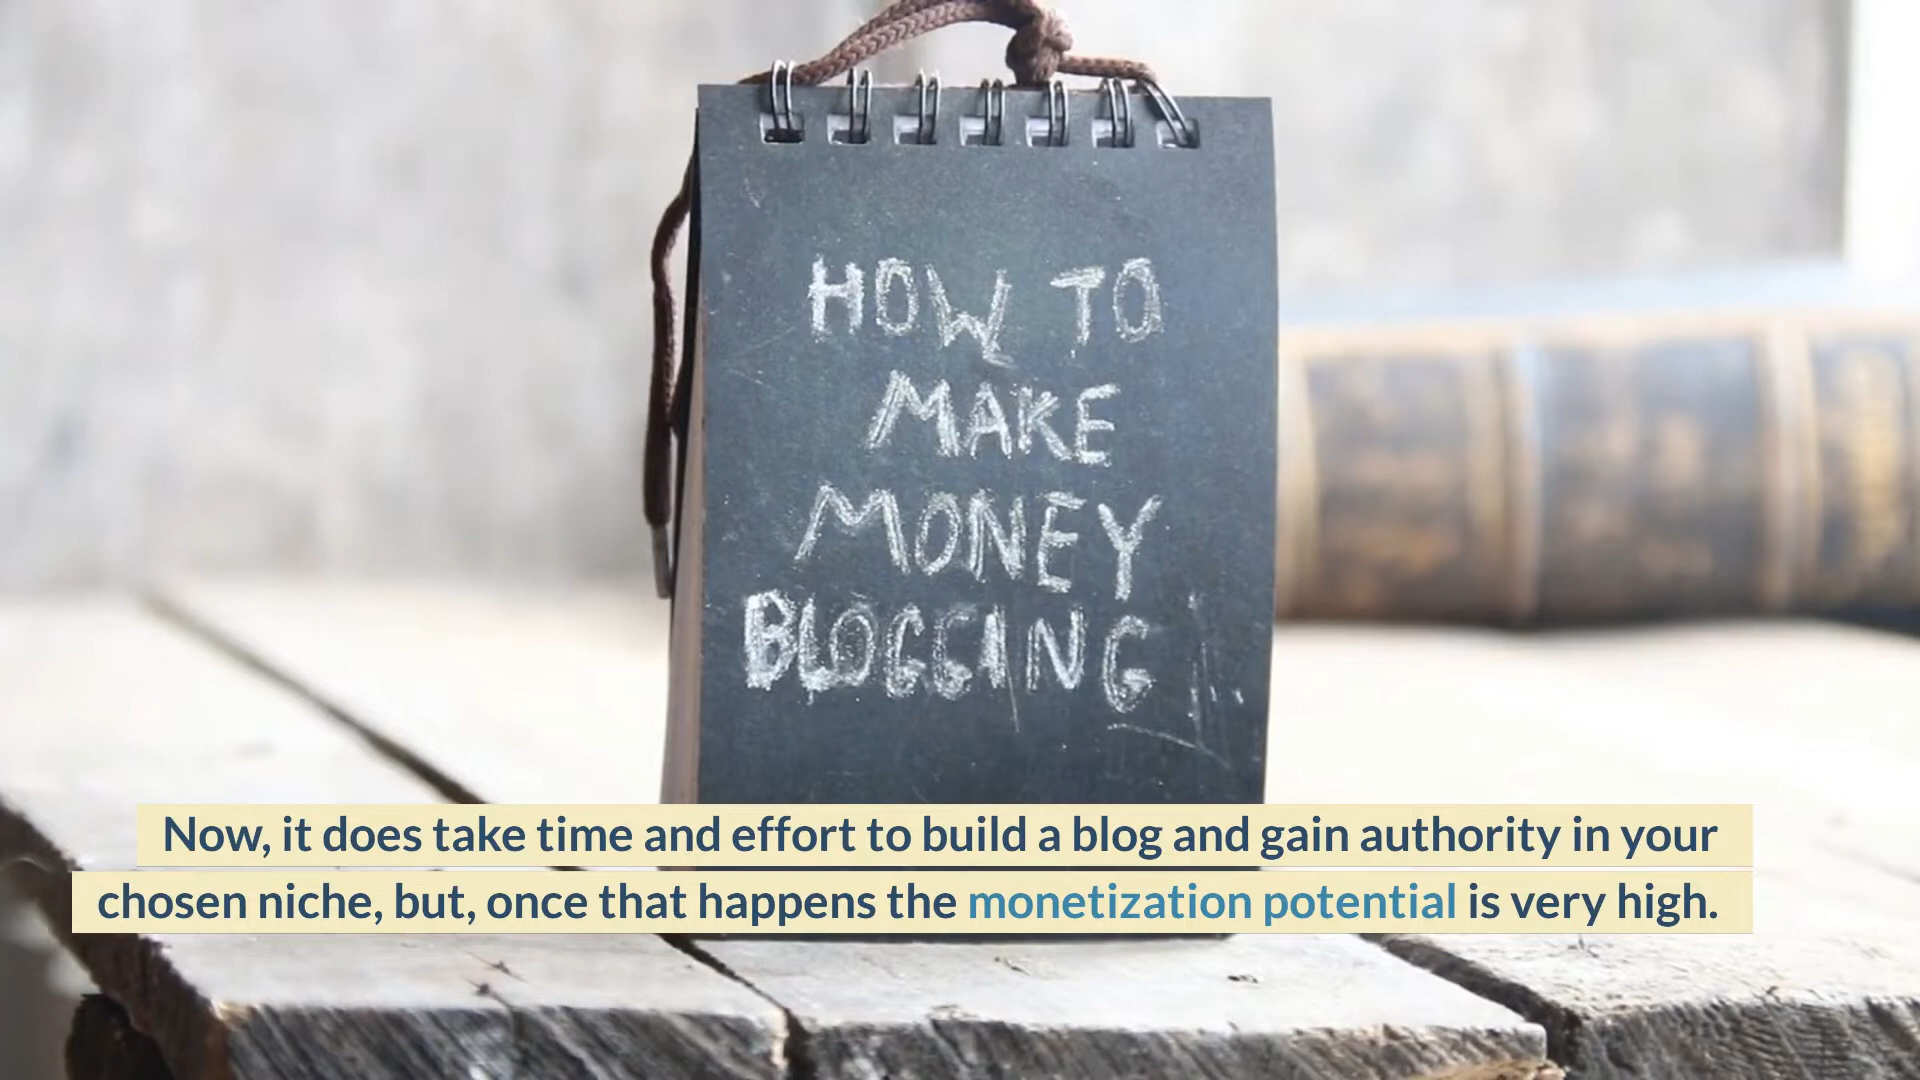 HOW TO
MAKE
MONEY
BLOGGING
Now, it does take time and effort to build a blog and gain authority in your
chosen niche, but, once that happens the monetization potential is very high.